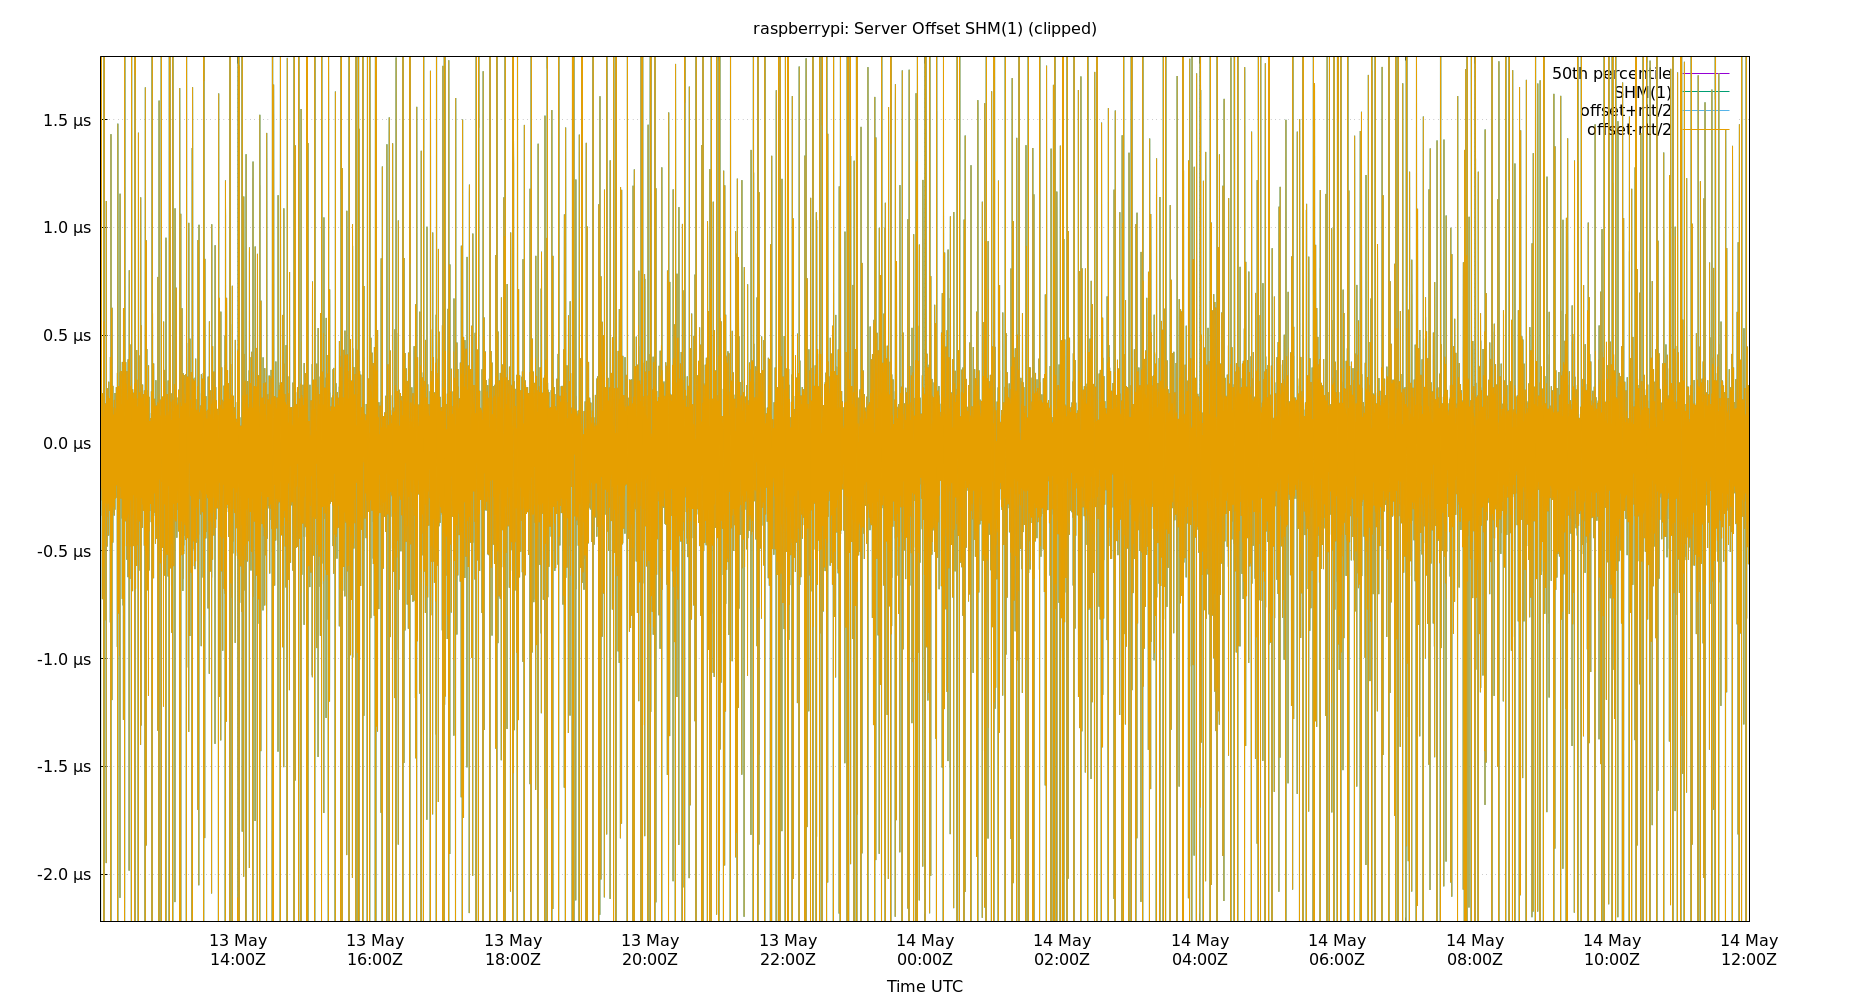 raspberrypi: Server Offset SHM(1) (clipped)
50th percentile
SHM(1)
offset+rtt/2
offset-rtt/2
1.5 µs
1.0 µs
0.5 µs
0.0 µs
-0.5 µs
-1.0 µs
-1.5 µs
-2.0 µs
13 May 13 May 13 May 13 May 13 May 14 May 14 May 14 May 14 May 14 May 14 May 14 May
14:00Z 16:00Z 18:00Z 20:00Z 22:00Z 00:00Z 02:00Z 04:00Z 06:00Z 08:00Z 10:00Z 12:00Z
Time UTC